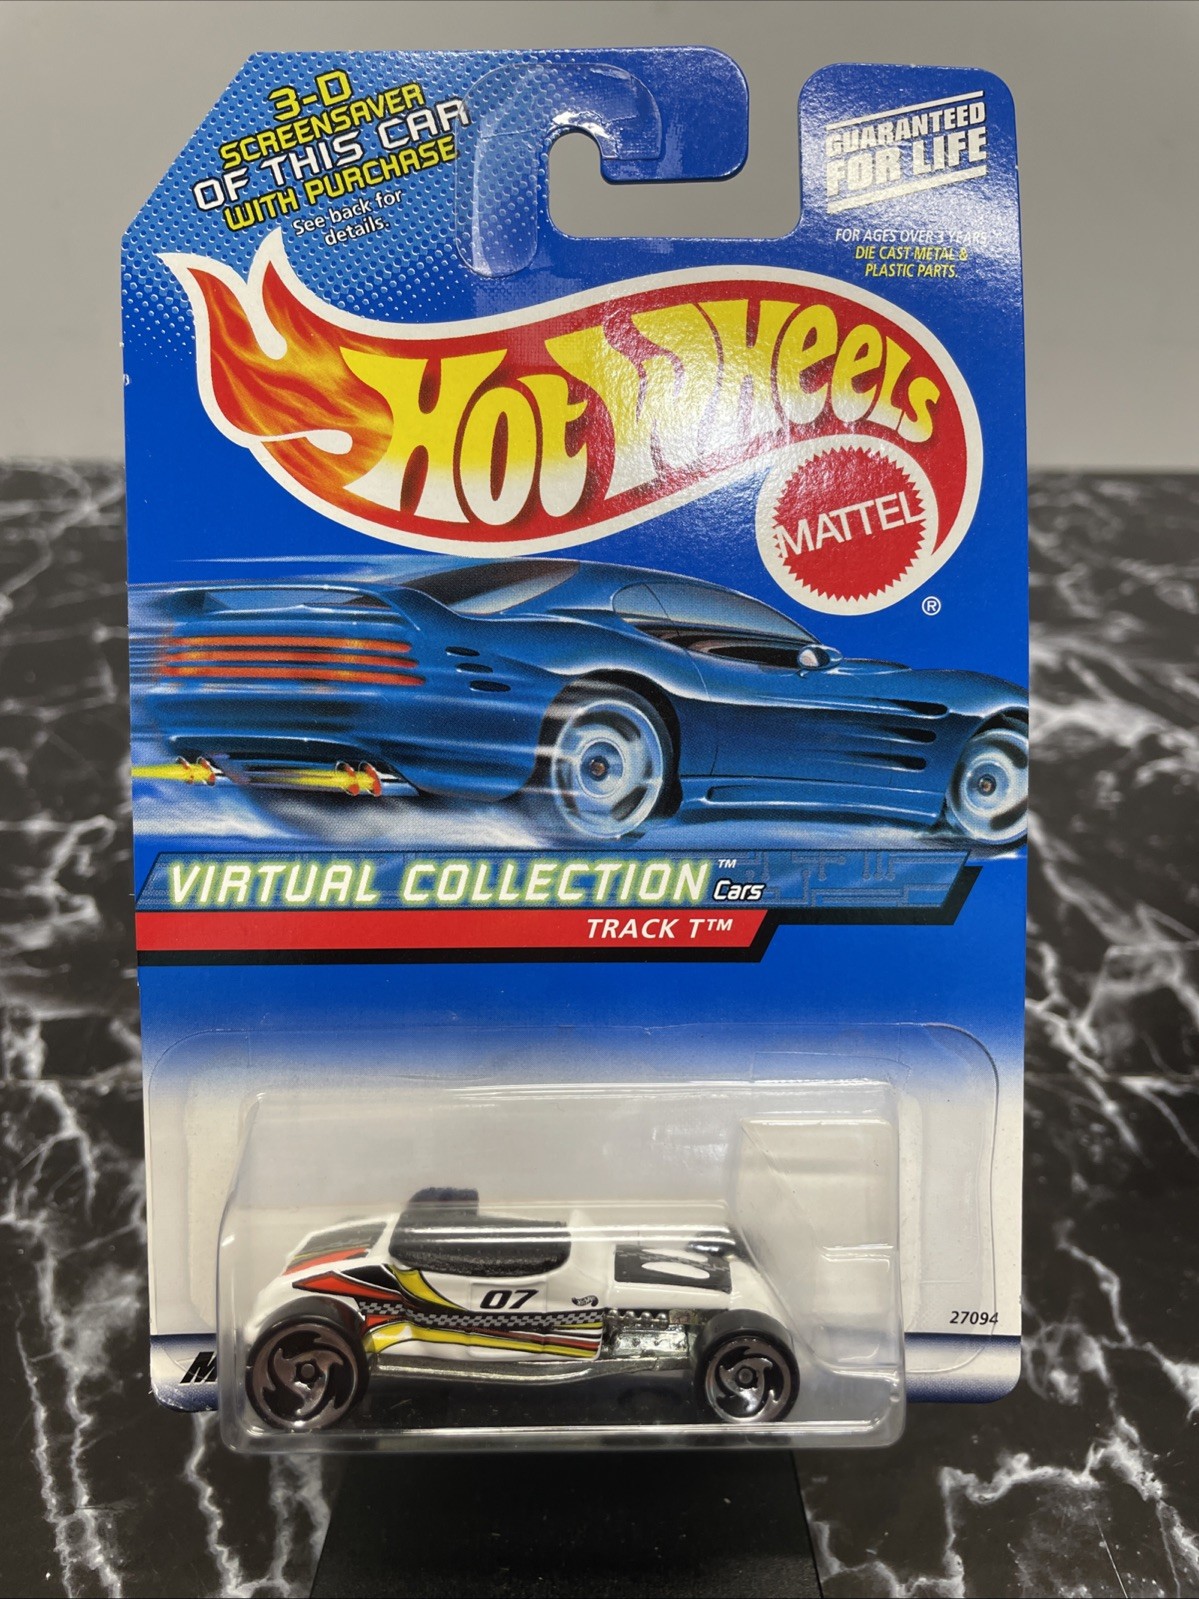 3-D
SCREENSAVER
OF THIS CAR
WITH PURCHASE
See back for
details.
GUARANTEED
FOR LIFE
FOR AGES OVER 3 YEARS
DIE CAST METAL &
PLASTIC PARTS.
HOT WHEELS
MATTEL
®
VIRTUAL COLLECTION™ Cars
TRACK T™
07
27094